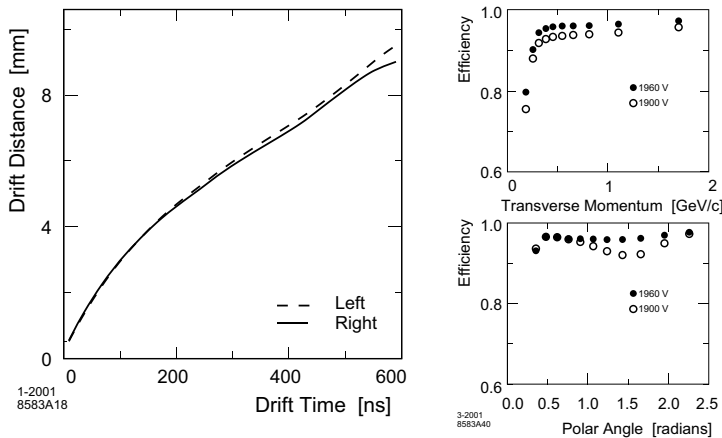 Drift Distance [mm]
8
4
0
0
200
400
600
Drift Time [ns]
Left
Right
1-2001
8583A18
Efficiency
1.0
0.8
0.6
0
1
2
Transverse Momentum [GeV/c]
1960 V
1900 V
Efficiency
1.0
0.8
0.6
0.0
0.5
1.0
1.5
2.0
2.5
Polar Angle [radians]
1960 V
1900 V
3-2001
8583A40